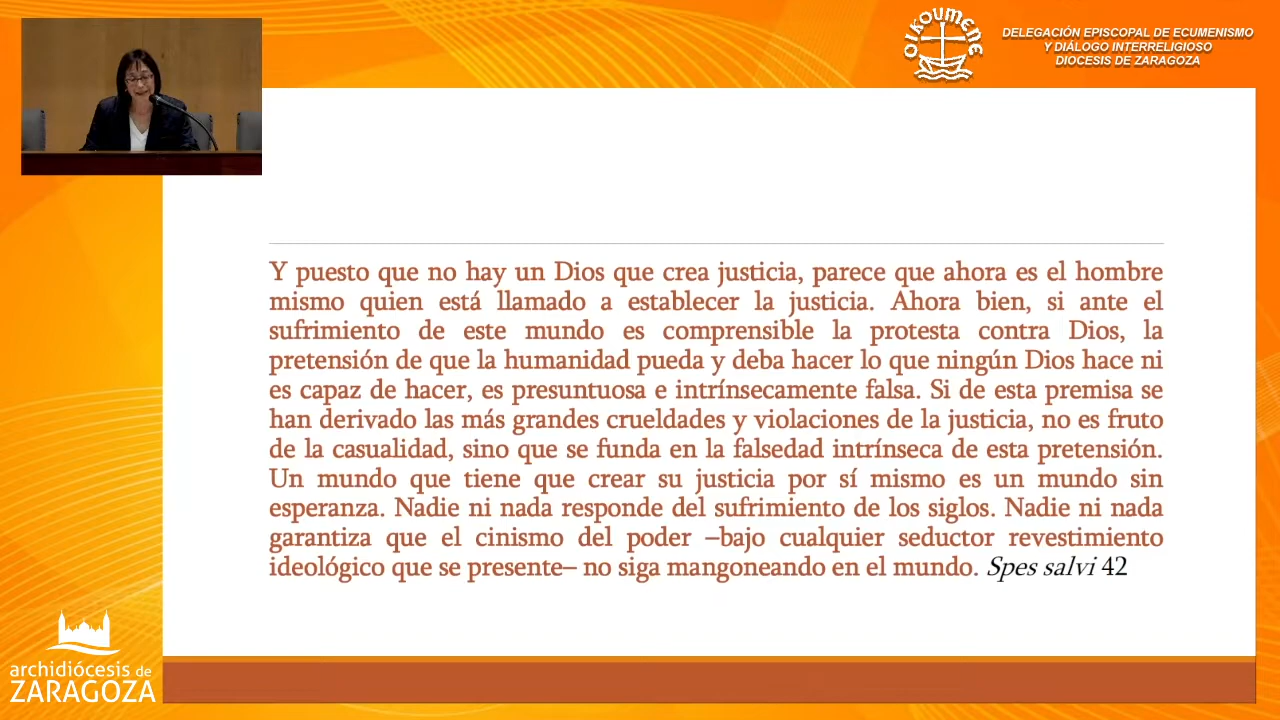 OIKOUMENE
DELEGACIÓN EPISCOPAL DE ECUMENISMO
Y DIÁLOGO INTERRELIGIOSO
DIOCESIS DE ZARAGOZA
Y puesto que no hay un Dios que crea justicia, parece que ahora es el hombre
mismo quien está llamado a establecer la justicia. Ahora bien, si ante el
sufrimiento de este mundo es comprensible la protesta contra Dios, la
pretensión de que la humanidad pueda y deba hacer lo que ningún Dios hace ni
es capaz de hacer, es presuntuosa e intrínsecamente falsa. Si de esta premisa se
han derivado las más grandes crueldades y violaciones de la justicia, no es fruto
de la casualidad, sino que se funda en la falsedad intrínseca de esta pretensión.
Un mundo que tiene que crear su justicia por sí mismo es un mundo sin
esperanza. Nadie ni nada responde del sufrimiento de los siglos. Nadie ni nada
garantiza que el cinismo del poder –bajo cualquier seductor revestimiento
ideológico que se presente– no siga mangoneando en el mundo. Spes salvi 42
archidiócesis de
ZARAGOZA